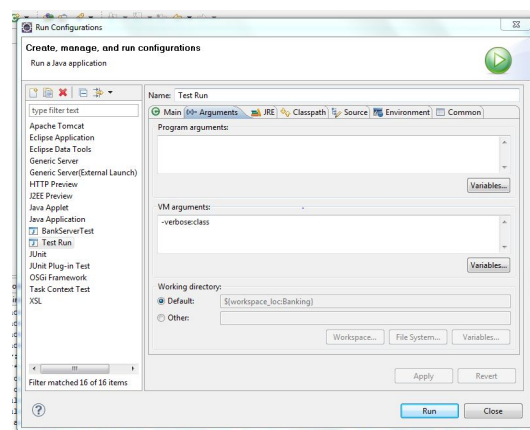 Run Configurations
Create, manage, and run configurations
Run a Java application
type filter text
Apache Tomcat
Eclipse Application
Eclipse Data Tools
Generic Server
Generic Server(External Launch)
HTTP Preview
J2EE Preview
Java Applet
Java Application
BankServerTest
Test Run
JUnit
JUnit Plug-in Test
OSGi Framework
Task Context Test
XSL
Filter matched 16 of 16 items
Name: Test Run
Main (x)= Arguments JRE Classpath Source Environment Common
Program arguments:
Variables...
VM arguments:
-verbose:class
Variables...
Working directory:
Default: ${workspace_loc:Banking}
Other:
Workspace... File System... Variables...
Apply Revert
? Run Close